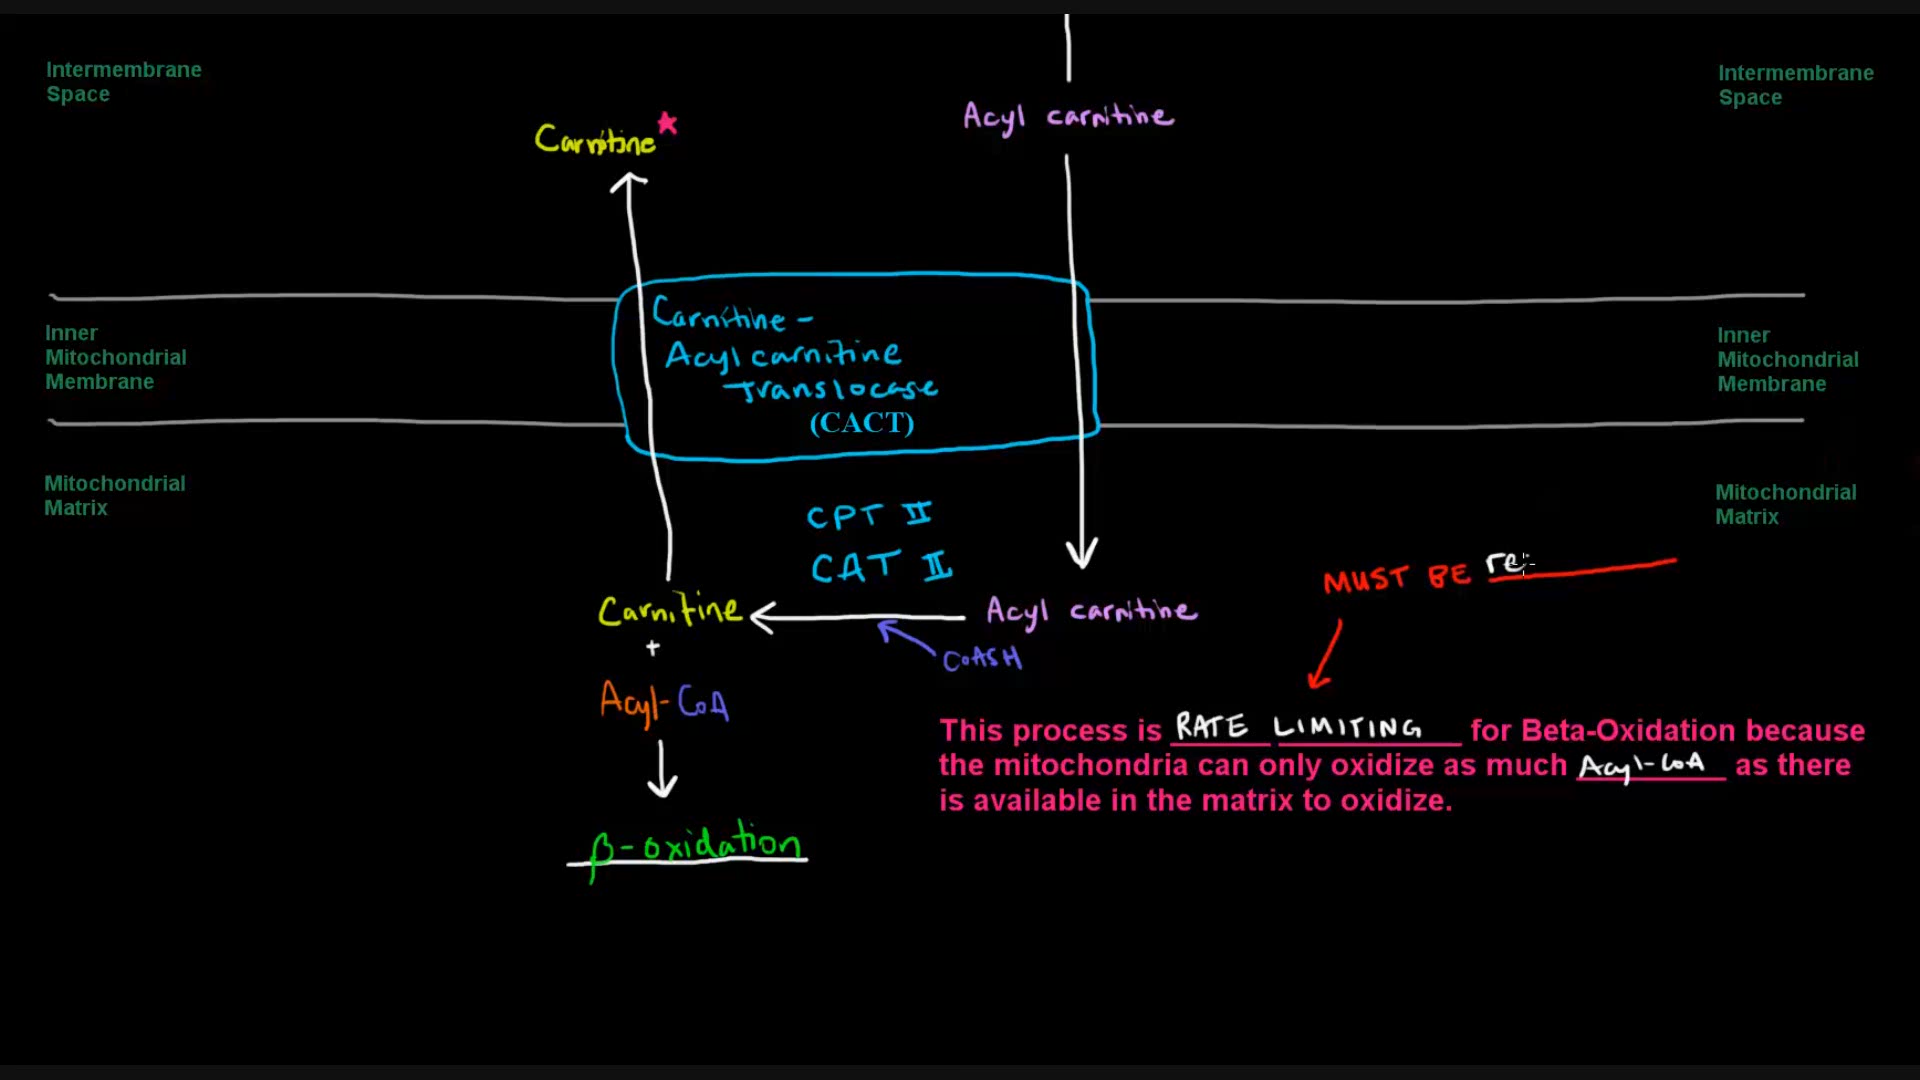 Intermembrane
Space
Intermembrane
Space
Acyl carnitine
Carnitine
Inner
Mitochondrial
Membrane
Carnitine -
Acyl carnitine
Translocase
(CACT)
Inner
Mitochondrial
Membrane
Mitochondrial
Matrix
Mitochondrial
Matrix
CPT II
CAT II
MUST BE re
Carnitine
Acyl carnitine
+
CoASH
Acyl-CoA
This process is RATE LIMITING for Beta-Oxidation because
the mitochondria can only oxidize as much Acyl-CoA as there
is available in the matrix to oxidize.
β-oxidation